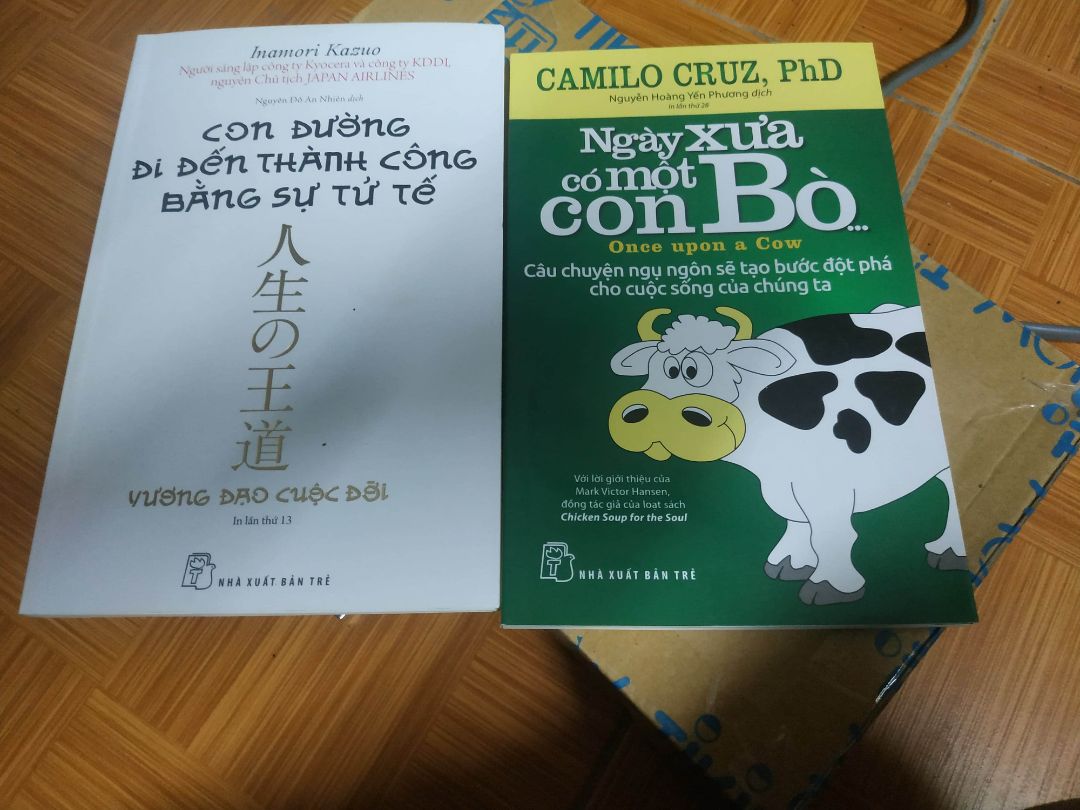 Inamori Kazuo
Người sáng lập công ty Kyocera và công ty KDDI,
nguyên Chủ tịch JAPAN AIRLINES
Nguyễn Đỗ An Nhiên dịch
CON ĐƯỜNG
ĐI ĐẾN THÀNH CÔNG
BẰNG SỰ TỬ TẾ
人生の王道
VƯƠNG ĐẠO CUỘC ĐỜI
In lần thứ 13
NHÀ XUẤT BẢN TRẺ
CAMILO CRUZ, PhD
Nguyễn Hoàng Yến Phương dịch
In lần thứ 28
Ngày xưa
có một
con Bò...
Once upon a Cow
Câu chuyện ngụ ngôn sẽ tạo bước đột phá
cho cuộc sống của chúng ta
Với lời giới thiệu của
Mark Victor Hansen,
đồng tác giả của loạt sách
Chicken Soup for the Soul
NHÀ XUẤT BẢN TRẺ